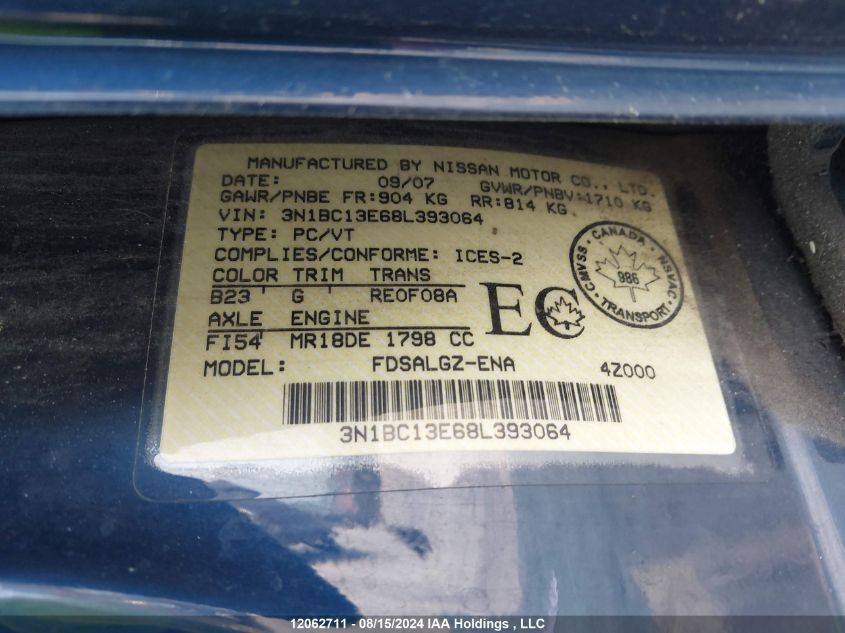 MANUFACTURED BY NISSAN MOTOR CO., LTD.
DATE: 09/07 GVWR/PNBV:1710 KG
GAWR/PNBE FR:904 KG RR:814 KG
VIN: 3N1BC13E68L393064
TYPE: PC/VT
COMPLIES/CONFORME: ICES-2
COLOR TRIM TRANS
B23 G RE0F08A
AXLE ENGINE
FI54 MR18DE 1798 CC
EC
CANADA · NSVAC · TRANSPORT · CMVSS ·
986
MODEL: FDSALGZ-ENA 4Z000
3N1BC13E68L393064
12062711 - 08/15/2024 IAA Holdings , LLC